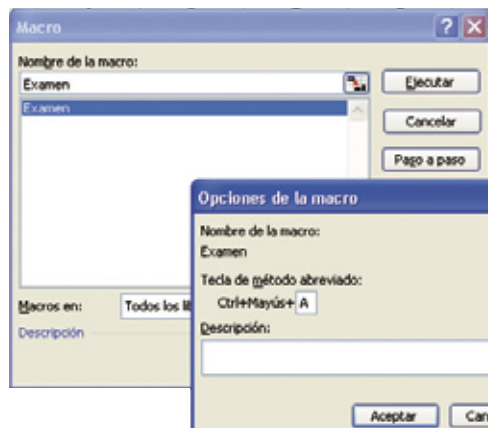 Macro
Nombre de la macro:
Examen
Examen
Ejecutar
Cancelar
Paso a paso
Macros en:
Todos los li
Descripción
Opciones de la macro
Nombre de la macro:
Examen
Tecla de método abreviado:
Ctrl+Mayús+ A
Descripción:
Aceptar
Can